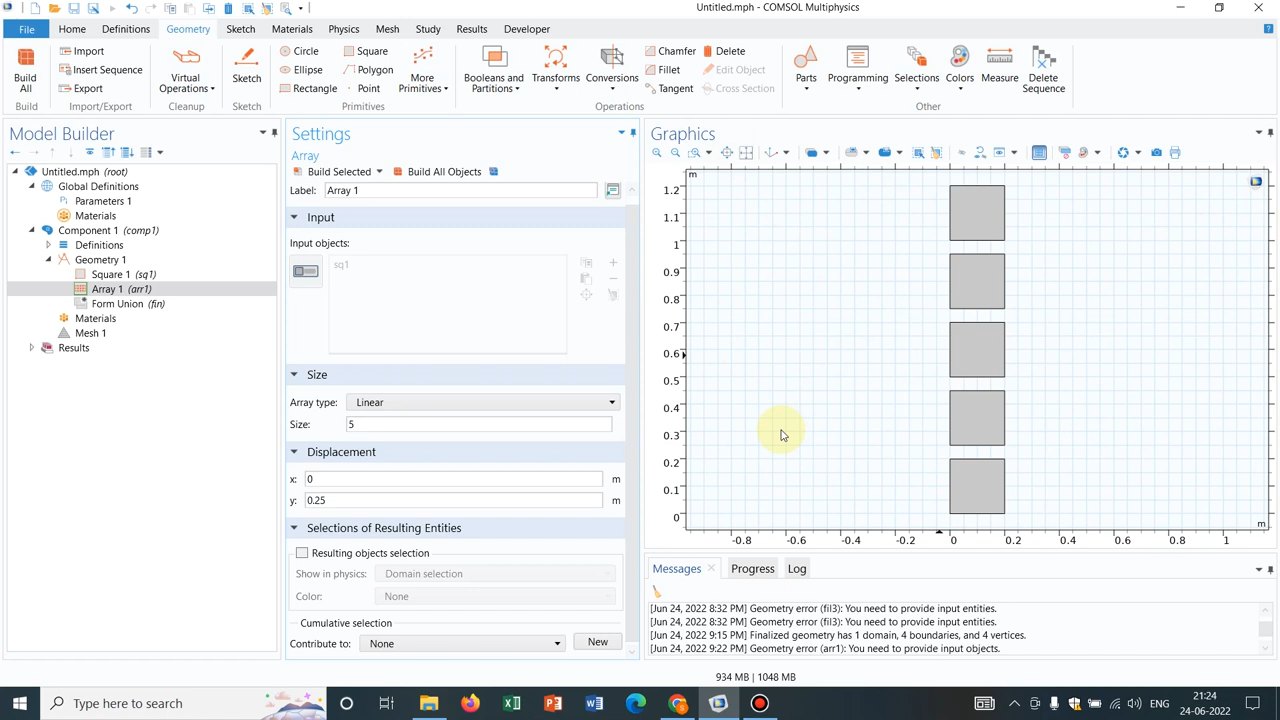 Untitled.mph - COMSOL Multiphysics
File
Home
Definitions
Geometry
Sketch
Materials
Physics
Mesh
Study
Results
Developer
Build All
Import
Insert Sequence
Export
Virtual Operations
Sketch
Circle
Square
Ellipse
Polygon
Rectangle
Point
More Primitives
Booleans and Partitions
Transforms
Conversions
Chamfer
Delete
Fillet
Edit Object
Tangent
Cross Section
Parts
Programming
Selections
Colors
Measure
Delete Sequence
Build
Import/Export
Cleanup
Sketch
Primitives
Operations
Other
Model Builder
Untitled.mph (root)
Global Definitions
Parameters 1
Materials
Component 1 (comp1)
Definitions
Geometry 1
Square 1 (sq1)
Array 1 (arr1)
Form Union (fin)
Materials
Mesh 1
Results
Settings
Array
Build Selected
Build All Objects
Label:
Array 1
Input
Input objects:
sq1
Size
Array type:
Linear
Size:
5
Displacement
x:
0
m
y:
0.25
m
Selections of Resulting Entities
Resulting objects selection
Show in physics:
Domain selection
Color:
None
Cumulative selection
Contribute to:
None
New
Graphics
m
1.2
1.1
1
0.9
0.8
0.7
0.6
0.5
0.4
0.3
0.2
0.1
0
m
-0.8
-0.6
-0.4
-0.2
0
0.2
0.4
0.6
0.8
1
Messages
Progress
Log
[Jun 24, 2022 8:32 PM] Geometry error (fil3): You need to provide input entities.
[Jun 24, 2022 8:32 PM] Geometry error (fil3): You need to provide input entities.
[Jun 24, 2022 9:15 PM] Finalized geometry has 1 domain, 4 boundaries, and 4 vertices.
[Jun 24, 2022 9:22 PM] Geometry error (arr1): You need to provide input objects.
934 MB | 1048 MB
Type here to search
ENG
21:24
24-06-2022